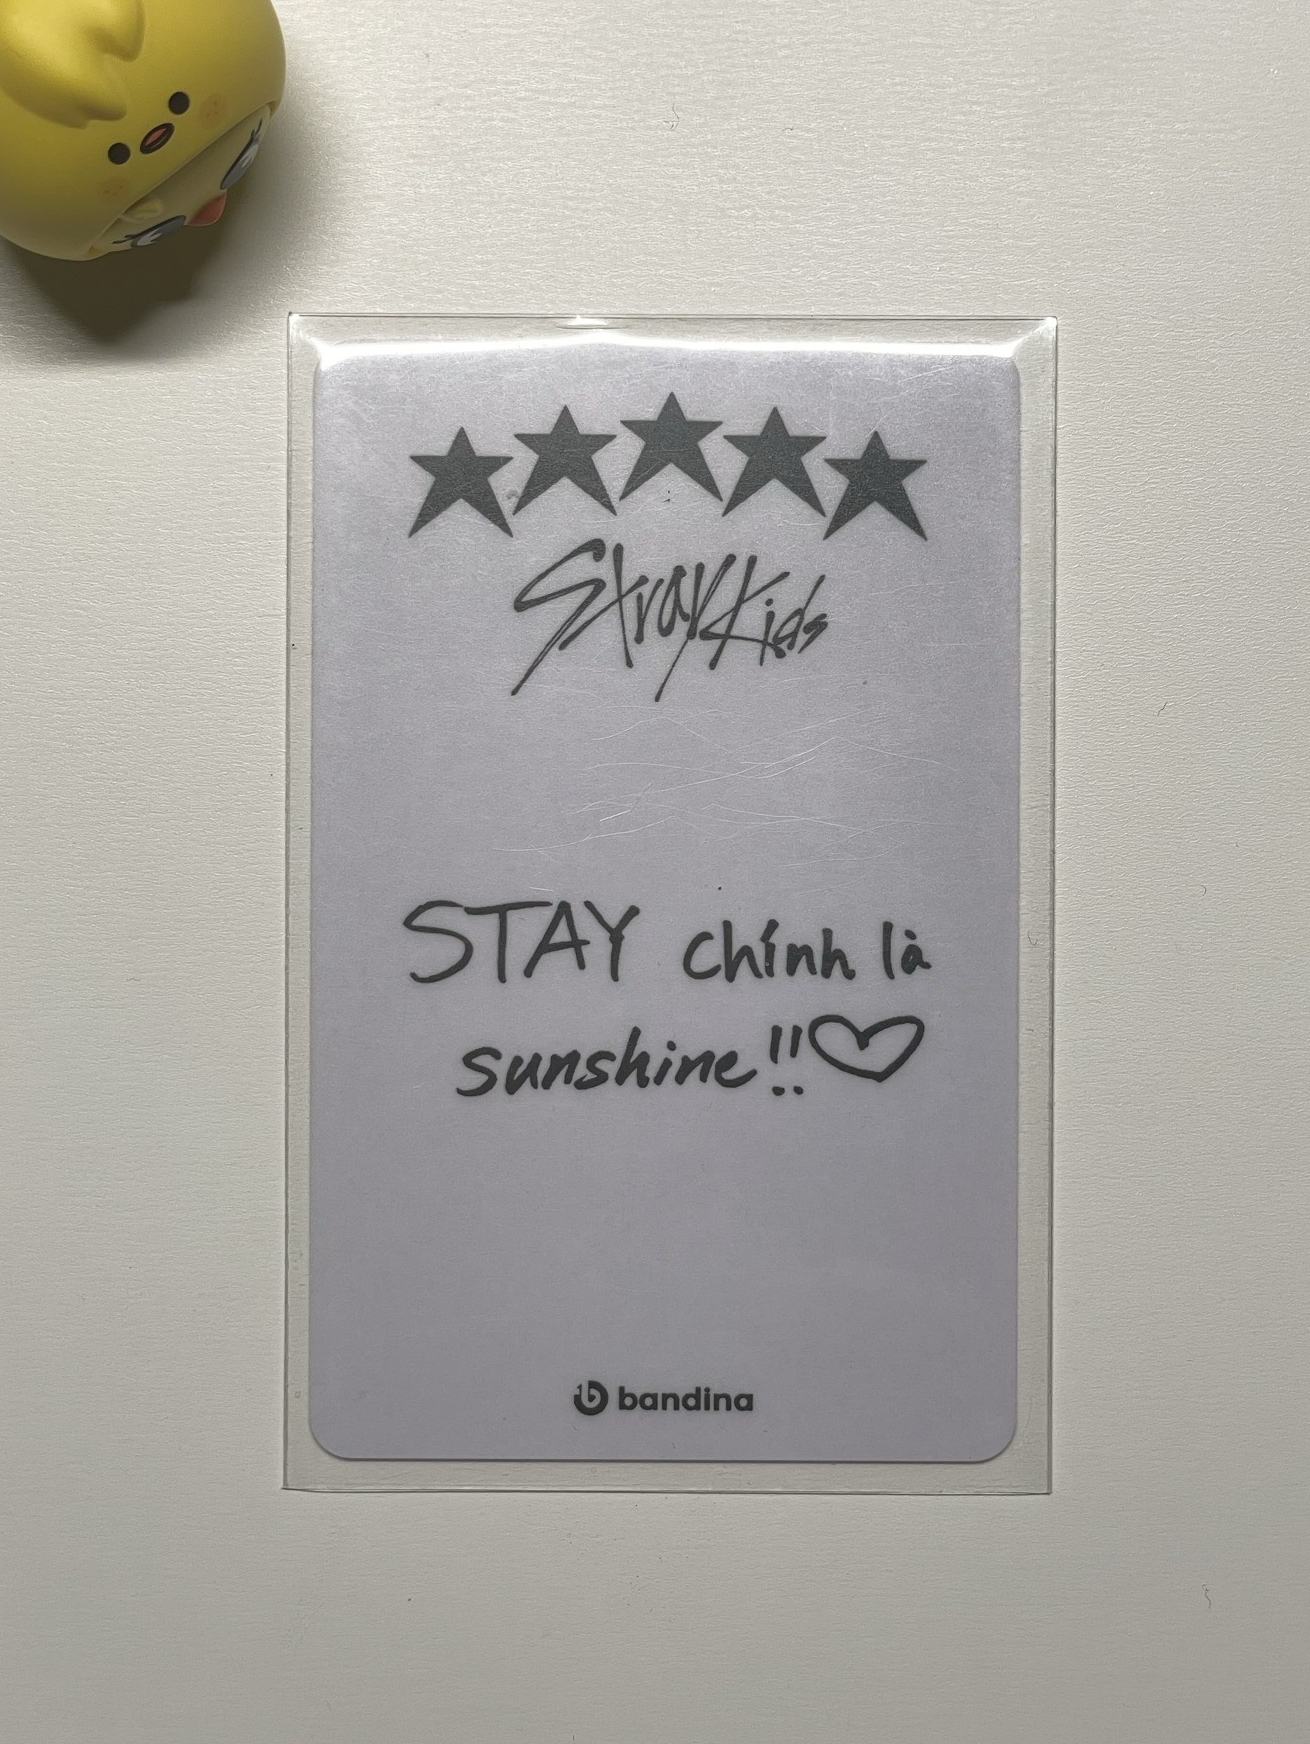 Stray Kids
STAY chính là
sunshine!!♡
bandina